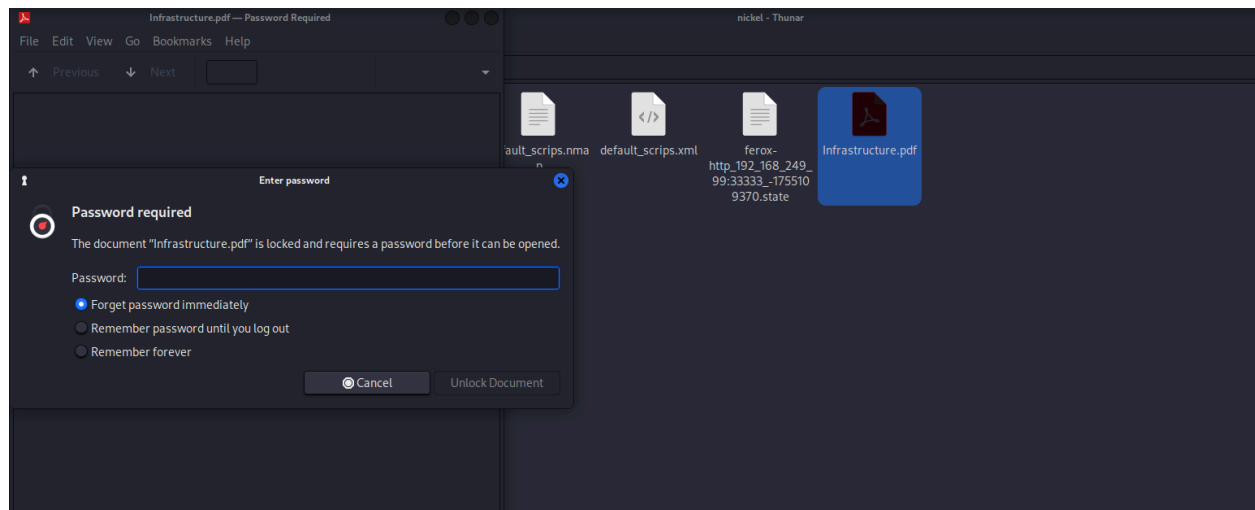 Infrastructure.pdf — Password Required
File Edit View Go Bookmarks Help
Previous Next
Enter password
Password required
The document "Infrastructure.pdf" is locked and requires a password before it can be opened.
Password:
Forget password immediately
Remember password until you log out
Remember forever
Cancel Unlock Document
nickel - Thunar
ault_scrips.nma
default_scrips.xml
ferox-
http_192_168_249_
99:33333_-175510
9370.state
Infrastructure.pdf